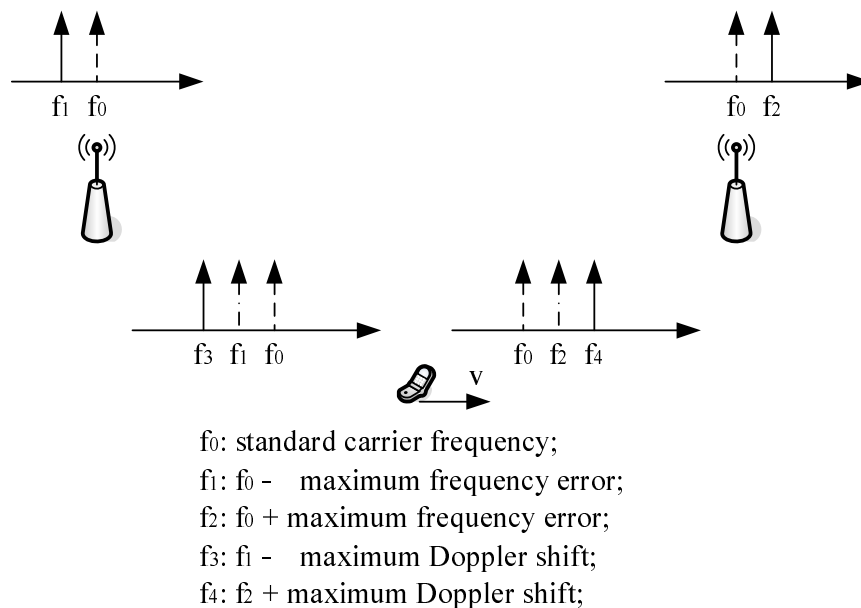 f1 f0
f0 f2
f3 f1 f0
f0 f2 f4
v
f0: standard carrier frequency;
f1: f0 - maximum frequency error;
f2: f0 + maximum frequency error;
f3: f1 - maximum Doppler shift;
f4: f2 + maximum Doppler shift;